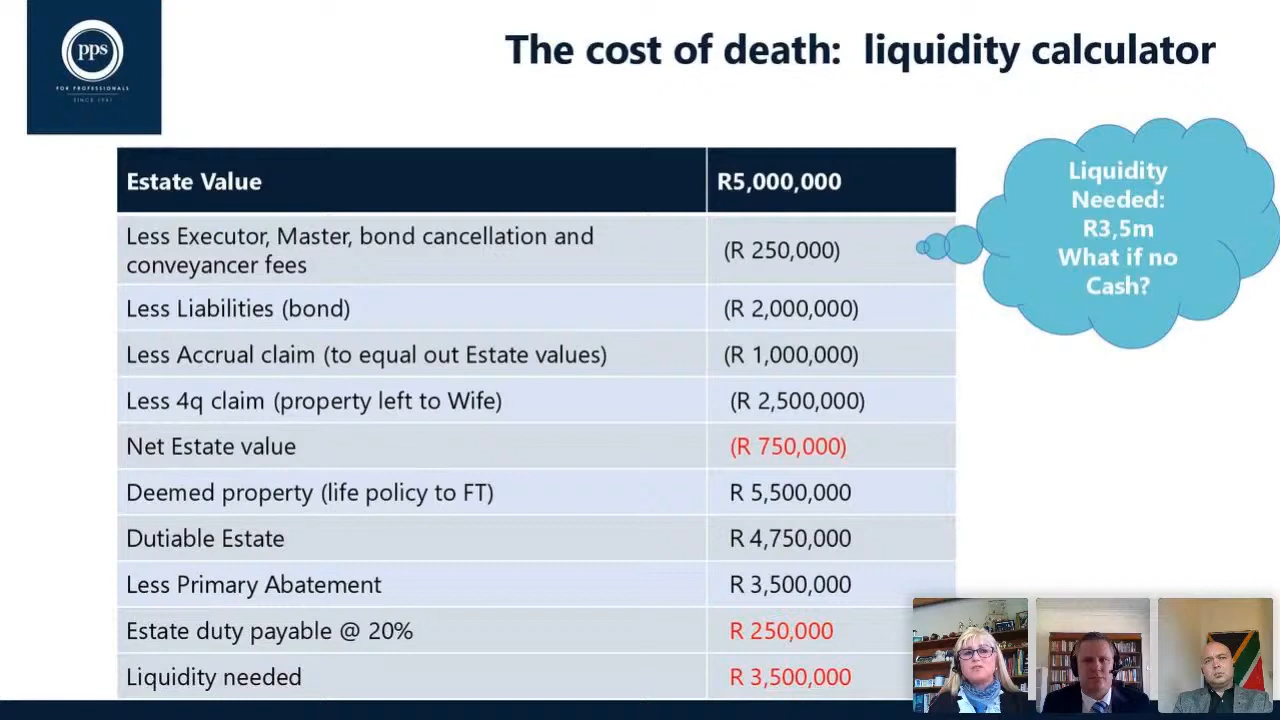 pps
FOR PROFESSIONALS
SINCE 1941
The cost of death: liquidity calculator
Estate Value R5,000,000
Less Executor, Master, bond cancellation and
conveyancer fees (R 250,000)
Less Liabilities (bond) (R 2,000,000)
Less Accrual claim (to equal out Estate values) (R 1,000,000)
Less 4q claim (property left to Wife) (R 2,500,000)
Net Estate value (R 750,000)
Deemed property (life policy to FT) R 5,500,000
Dutiable Estate R 4,750,000
Less Primary Abatement R 3,500,000
Estate duty payable @ 20% R 250,000
Liquidity needed R 3,500,000
Liquidity
Needed:
R3,5m
What if no
Cash?